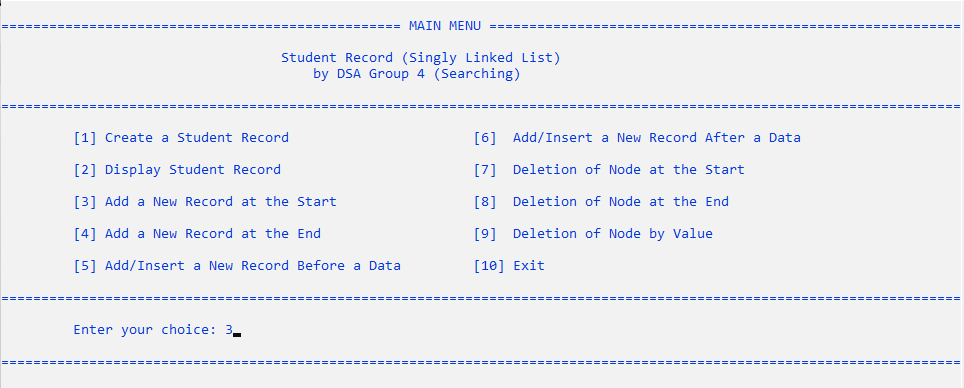 ================================================== MAIN MENU ===========================================================
Student Record (Singly Linked List)
by DSA Group 4 (Searching)
========================================================================================================================
[1] Create a Student Record [6] Add/Insert a New Record After a Data
[2] Display Student Record [7] Deletion of Node at the Start
[3] Add a New Record at the Start [8] Deletion of Node at the End
[4] Add a New Record at the End [9] Deletion of Node by Value
[5] Add/Insert a New Record Before a Data [10] Exit
========================================================================================================================
Enter your choice: 3
========================================================================================================================